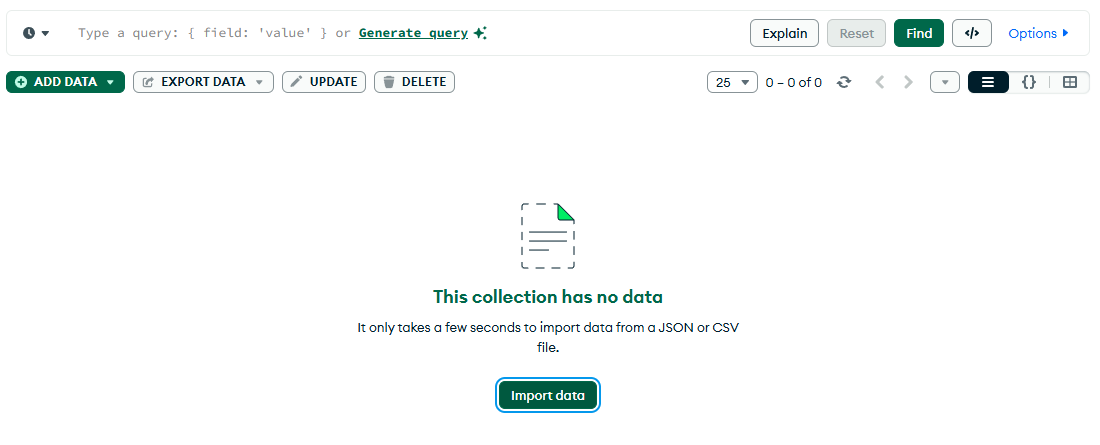 Type a query: { field: 'value' } or Generate query
Explain
Reset
Find
</>
Options
ADD DATA
EXPORT DATA
UPDATE
DELETE
25
0 – 0 of 0
{}
This collection has no data
It only takes a few seconds to import data from a JSON or CSV
file.
Import data